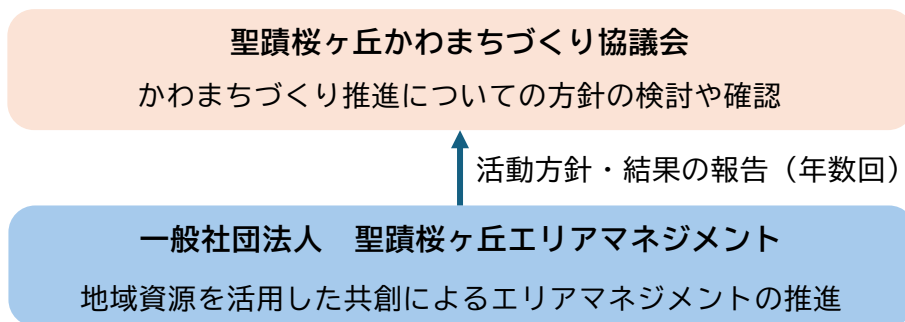 聖蹟桜ヶ丘かわまちづくり協議会
かわまちづくり推進についての方針の検討や確認
活動方針・結果の報告（年数回）
一般社団法人　聖蹟桜ヶ丘エリアマネジメント
地域資源を活用した共創によるエリアマネジメントの推進